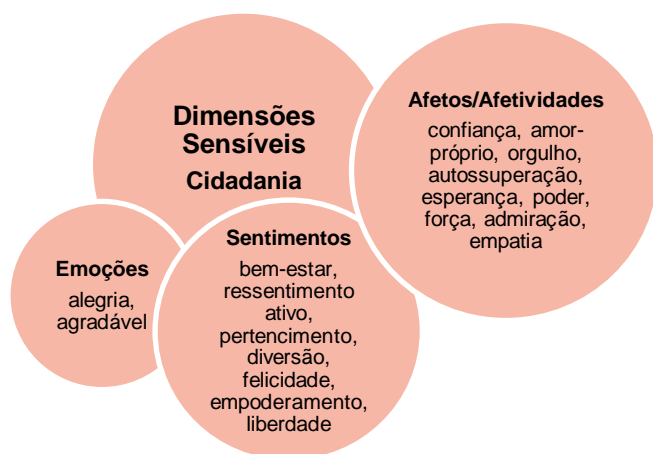 Dimensões
Sensíveis
Cidadania
Afetos/Afetividades
confiança, amor-
próprio, orgulho,
autossuperação,
esperança, poder,
força, admiração,
empatia
Emoções
alegria,
agradável
Sentimentos
bem-estar,
ressentimento
ativo,
pertencimento,
diversão,
felicidade,
empoderamento,
liberdade